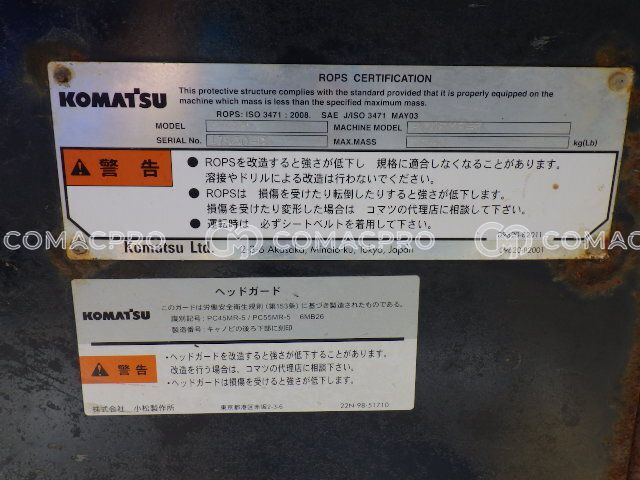 ROPS CERTIFICATION
KOMATSU
This protective structure complies with the standard provided that it is properly equipped on the
machine which mass is less than the specified maximum mass.
ROPS: ISO 3471 : 2008. SAE J/ISO 3471 MAY03
MODEL MACHINE MODEL
SERIAL No. MAX.MASS kg(Lb)
警告
● ROPSを改造すると強さが低下し 規格に適合しなくなることがあります。
溶接やドリルによる改造は行わないでください。
● ROPSは 損傷を受けたり転倒したりすると強さが低下します。
損傷を受けたり変形した場合は コマツの代理店に相談して下さい。
● 運転時は 必ずシートベルトを着用して下さい。
Komatsu Ltd. Akasaka, Minato-ku, Tokyo, Japan
COMACPRO COMACPRO COMACPRO
ヘッドガード
KOMATSU
このガードは労働安全衛生規則(第153条)に基づき製造されたものである。
識別記号: PC45MR-5 / PC55MR-5 6MB26
製造番号: キャノピの後ろ下部に刻印
警告
・ヘッドガードを改造すると強さが低下することがあります。
改造を行う場合は、コマツの代理店に相談して下さい。
・ヘッドガードは損傷を受けると強さが低下します。
株式会社 小松製作所 東京都港区赤坂2-3-6 22N-98-51710
COMACPRO COMACPRO COMACPRO